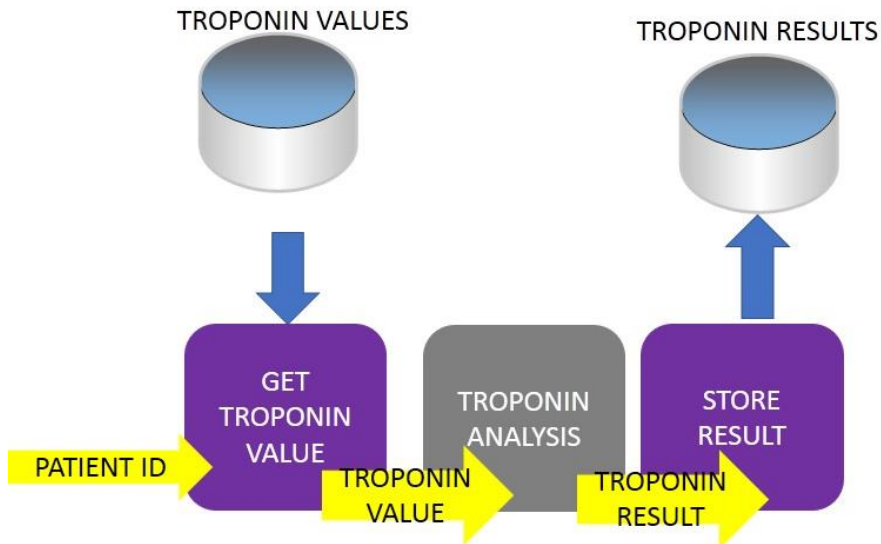 TROPONIN VALUES
TROPONIN RESULTS
GET
TROPONIN
VALUE
TROPONIN
ANALYSIS
STORE
RESULT
PATIENT ID
TROPONIN
VALUE
TROPONIN
RESULT